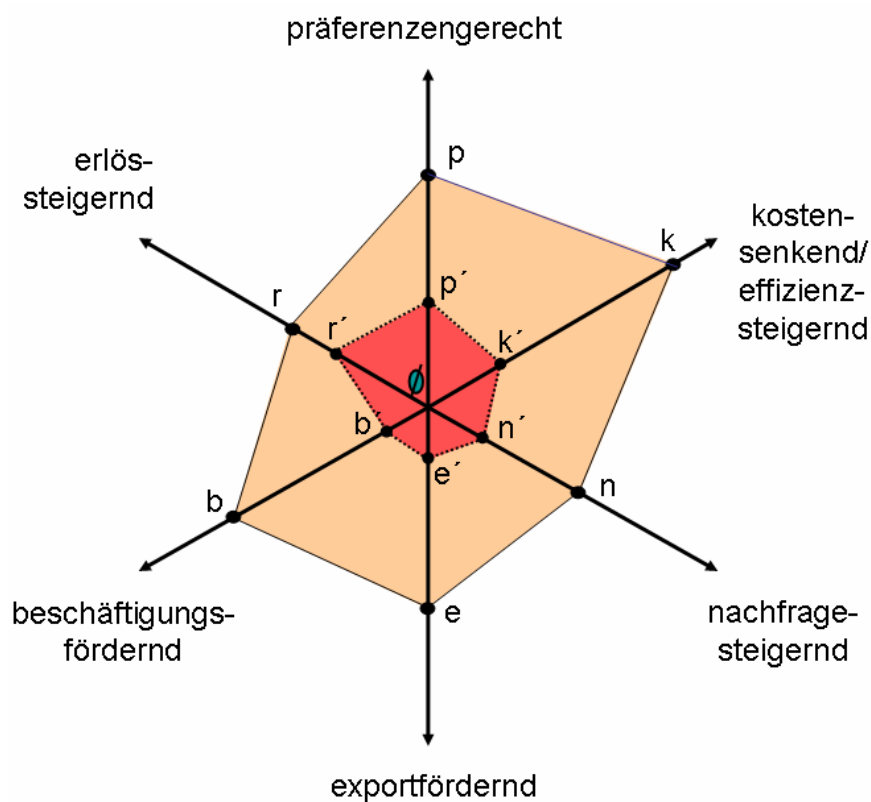 präferenzengerecht
erlös-
steigernd
p
kosten-
senkend/
effizienz-
steigernd
k
r
p´
r´
k´
ϕ
b´
n´
e´
b
n
e
beschäftigungs-
fördernd
nachfrage-
steigernd
exportfördernd